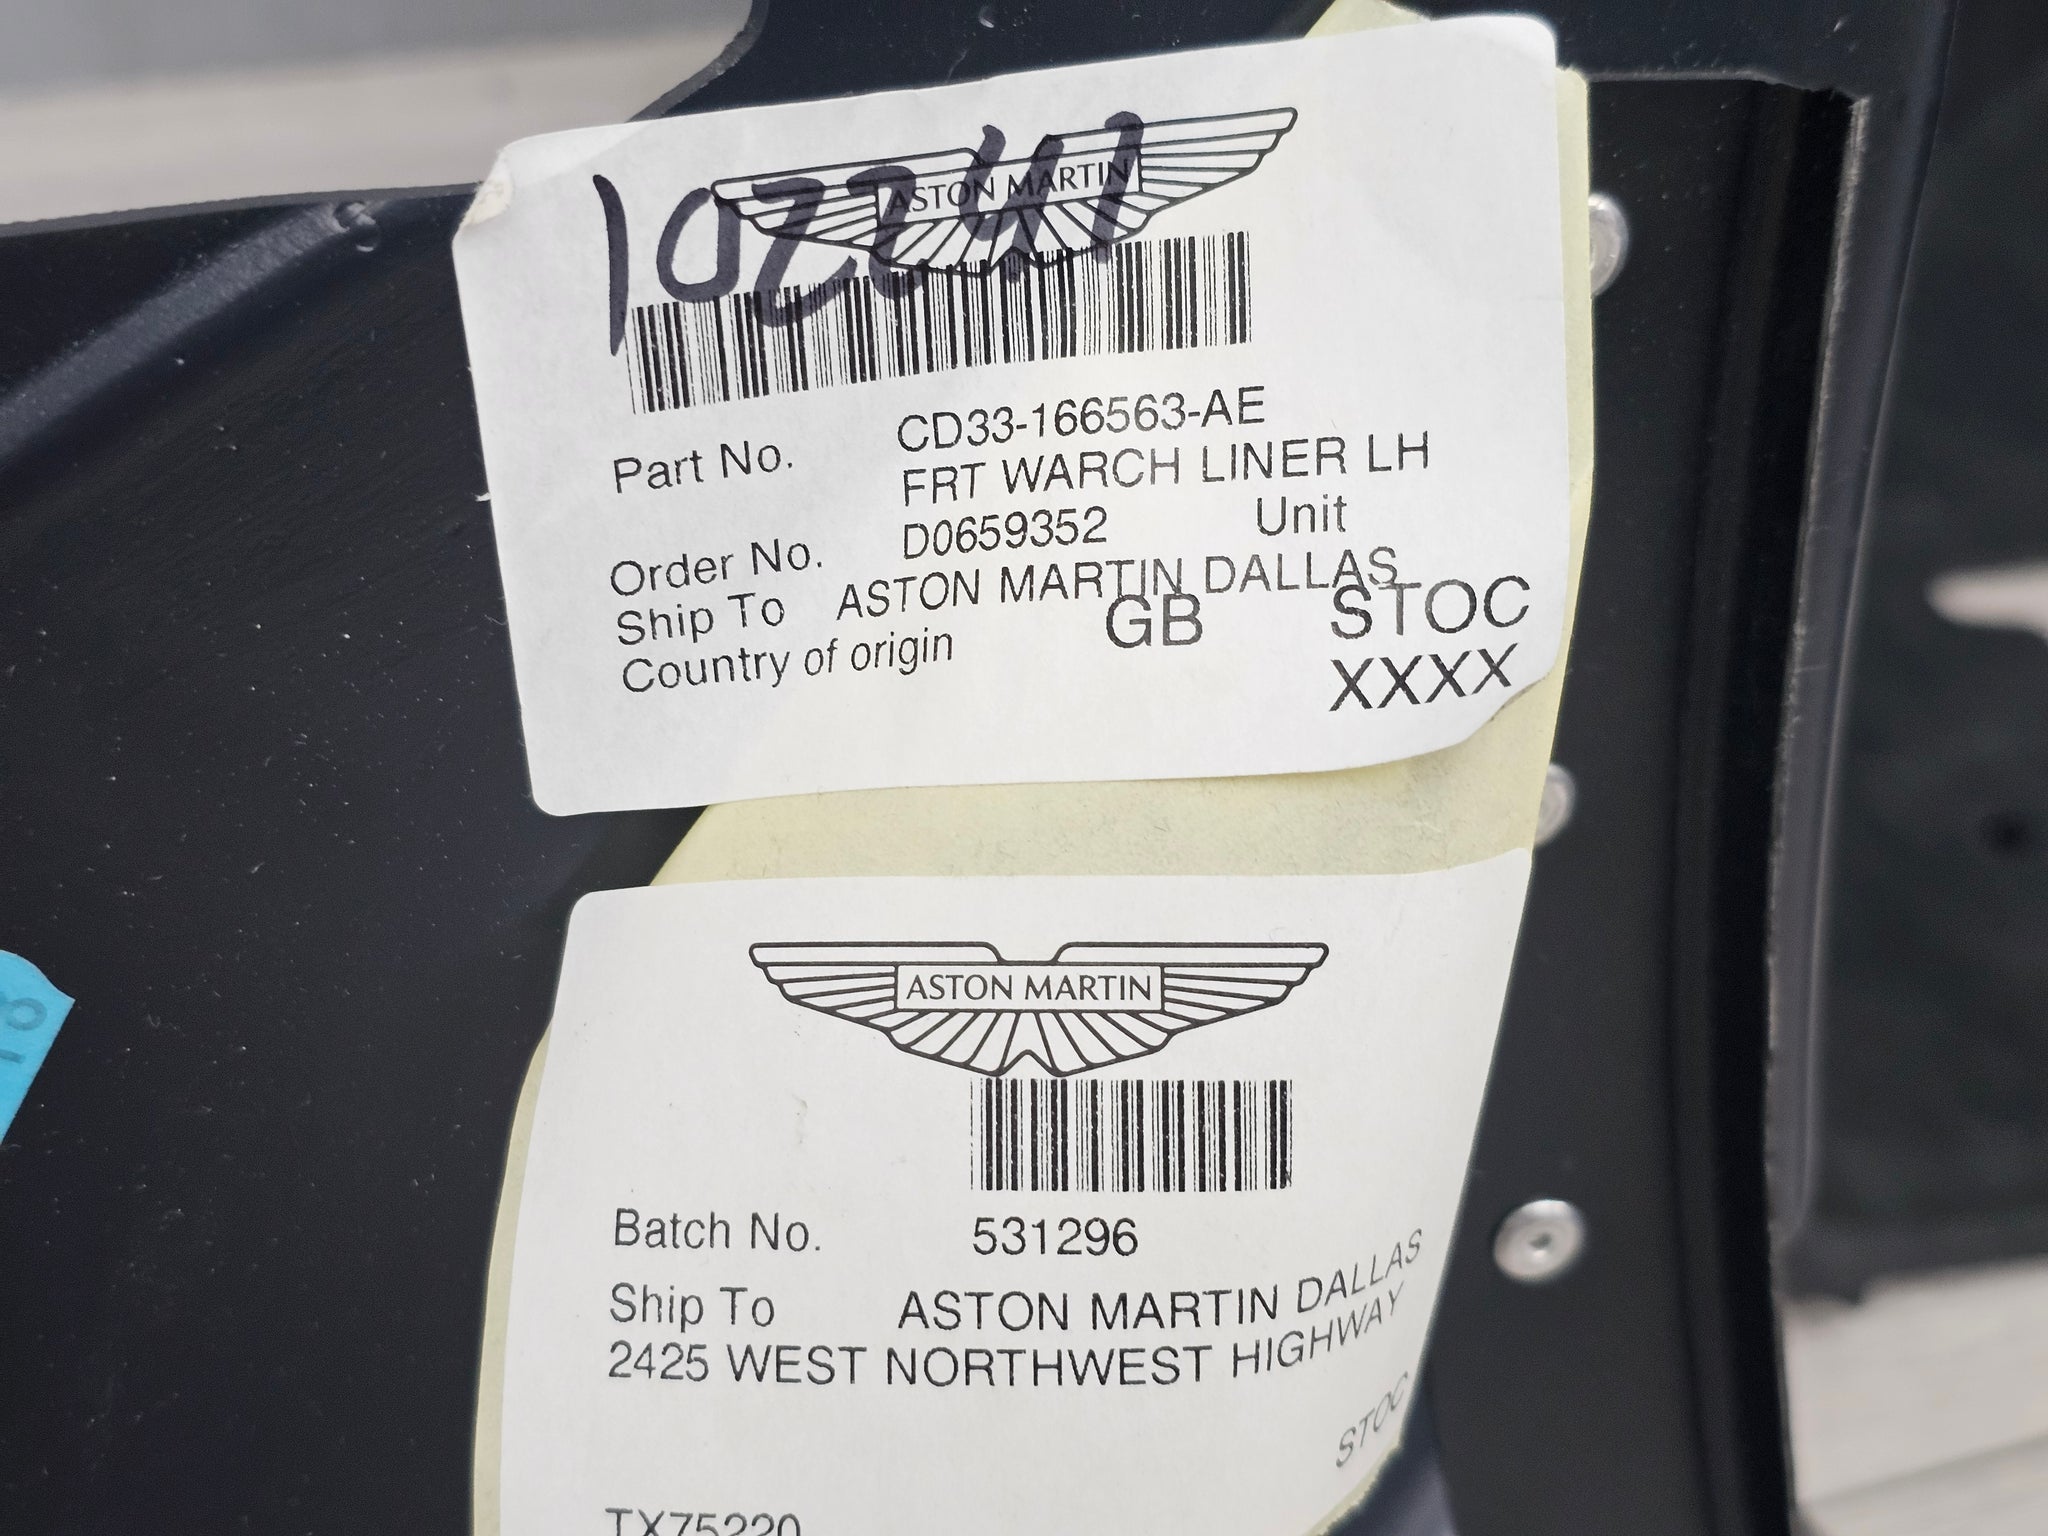 102241
ASTON MARTIN
Part No. CD33-166563-AE
FRT WARCH LINER LH
Order No. D0659352 Unit
Ship To ASTON MARTIN DALLAS
Country of origin GB STOC
XXXX
ASTON MARTIN
Batch No. 531296
Ship To ASTON MARTIN DALLAS
2425 WEST NORTHWEST HIGHWAY
STOC
TX75220